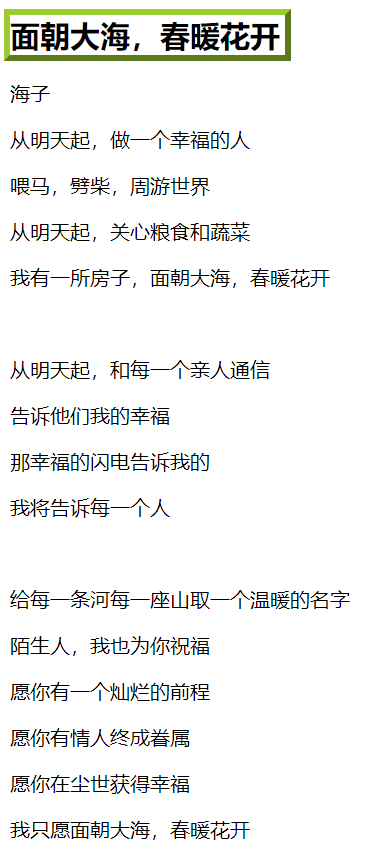 面朝大海，春暖花开
海子
从明天起，做一个幸福的人
喂马，劈柴，周游世界
从明天起，关心粮食和蔬菜
我有一所房子，面朝大海，春暖花开
从明天起，和每一个亲人通信
告诉他们我的幸福
那幸福的闪电告诉我的
我将告诉每一个人
给每一条河每一座山取一个温暖的名字
陌生人，我也为你祝福
愿你有一个灿烂的前程
愿你有情人终成眷属
愿你在尘世获得幸福
我只愿面朝大海，春暖花开